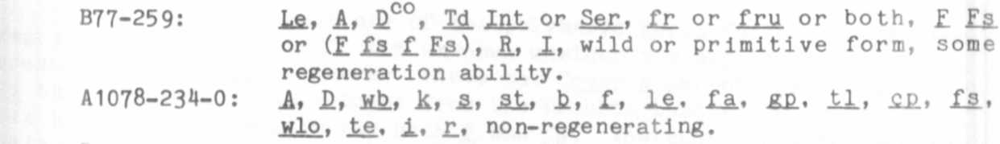 B77-259: Le, A, D^co, Td Int or Ser, fr or fru or both, F Fs
or (F fs f Fs), R, I, wild or primitive form, some
regeneration ability.
A1078-234-0: A, D, wb, k, s, st, b, f, le, fa, gp, tl, cp, fs,
wlo, te, i, r, non-regenerating.